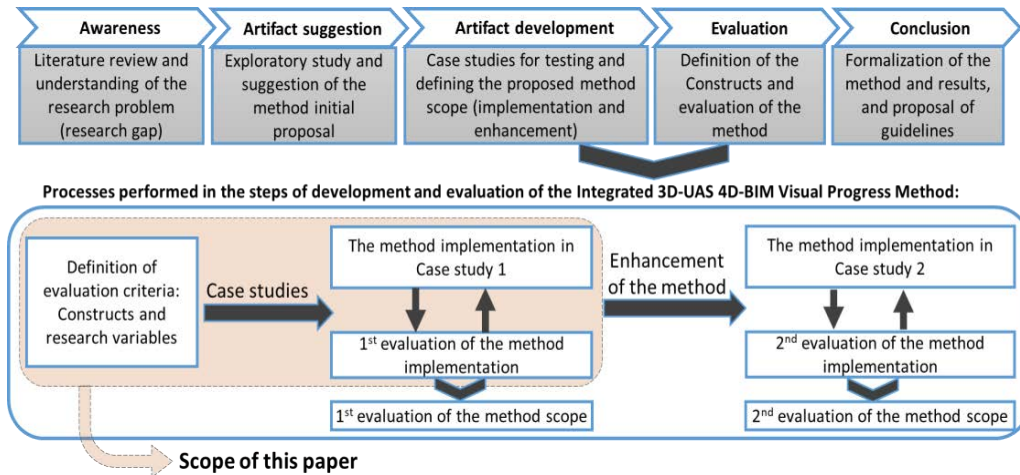 Awareness
Literature review and
understanding of the
research problem
(research gap)
Artifact suggestion
Exploratory study and
suggestion of the
method initial
proposal
Artifact development
Case studies for testing and
defining the proposed method
scope (implementation and
enhancement)
Evaluation
Definition of the
Constructs and
evaluation of the
method
Conclusion
Formalization of the
method and results,
and proposal of
guidelines
Processes performed in the steps of development and evaluation of the Integrated 3D-UAS 4D-BIM Visual Progress Method:
Definition of
evaluation criteria:
Constructs and
research variables
Case studies
The method implementation in
Case study 1
1st evaluation of the method
implementation
1st evaluation of the method scope
Enhancement
of the method
The method implementation in
Case study 2
2nd evaluation of the method
implementation
2nd evaluation of the method scope
Scope of this paper